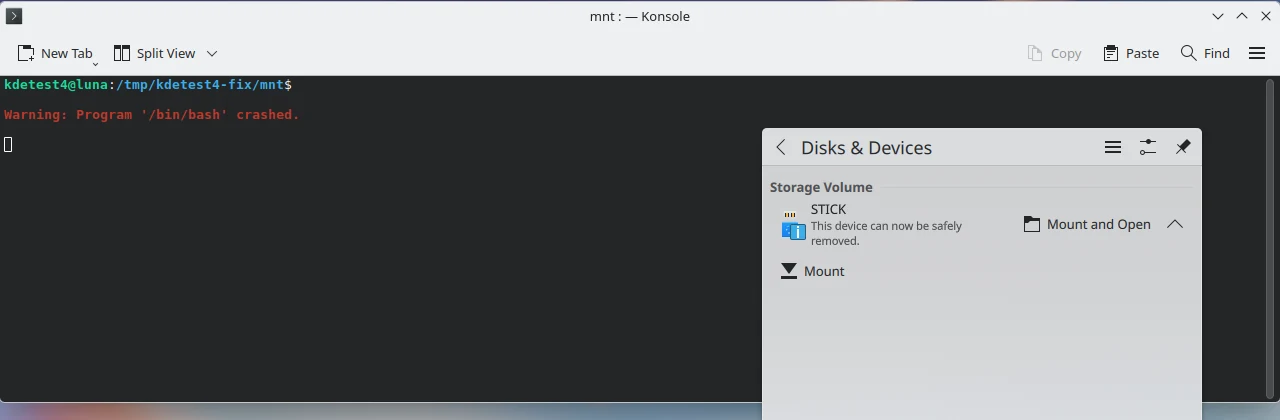 mnt : — Konsole
New Tab Split View Copy Paste Find
kdetest4@luna:/tmp/kdetest4-fix/mnt$
Warning: Program '/bin/bash' crashed.
Disks & Devices
Storage Volume
STICK
This device can now be safely
removed.
Mount and Open
Mount